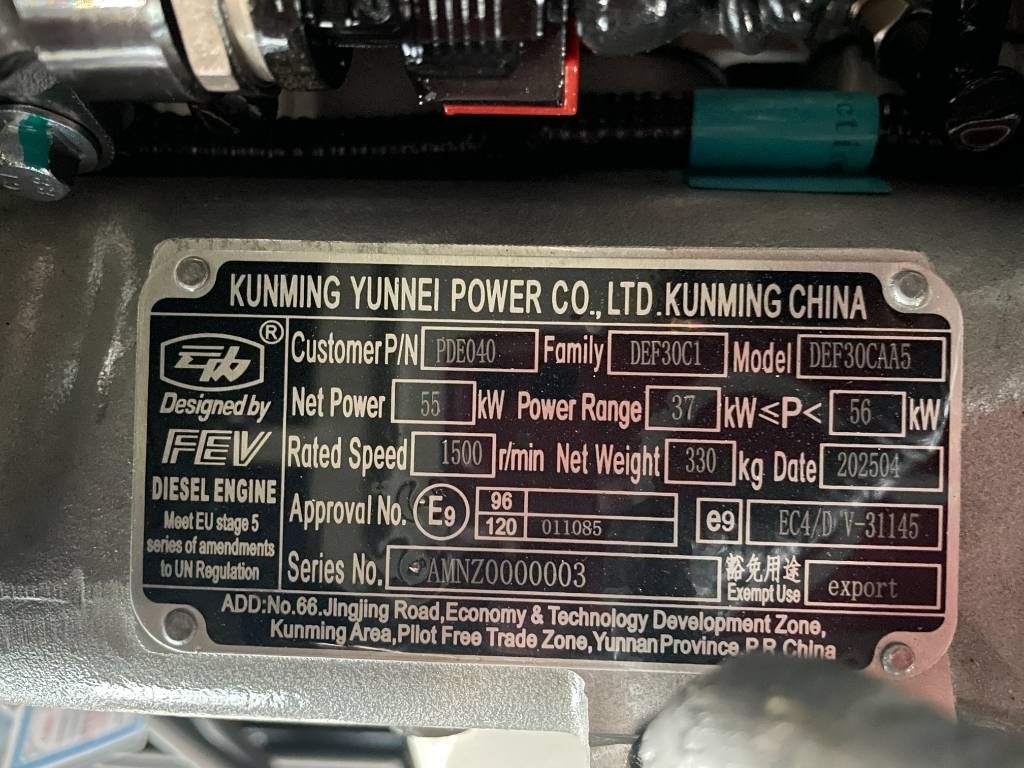 KUNMING YUNNEI POWER CO., LTD. KUNMING CHINA
®
Designed by
FEV
DIESEL ENGINE
Meet EU stage 5
series of amendments
to UN Regulation
Customer P/N PDE040 Family DEF30C1 Model DEF30CAA5
Net Power 55 kW Power Range 37 kW≤P< 56 kW
Rated Speed 1500 r/min Net Weight 330 kg Date 202504
Approval No. E9 96 120 011085 e9 EC4/D V-31145
Series No. AMNZ0000003 豁免用途 Exempt Use export
ADD:No.66.Jingjing Road,Economy & Technology Development Zone,
Kunming Area,Pilot Free Trade Zone,Yunnan Province,P.R.China